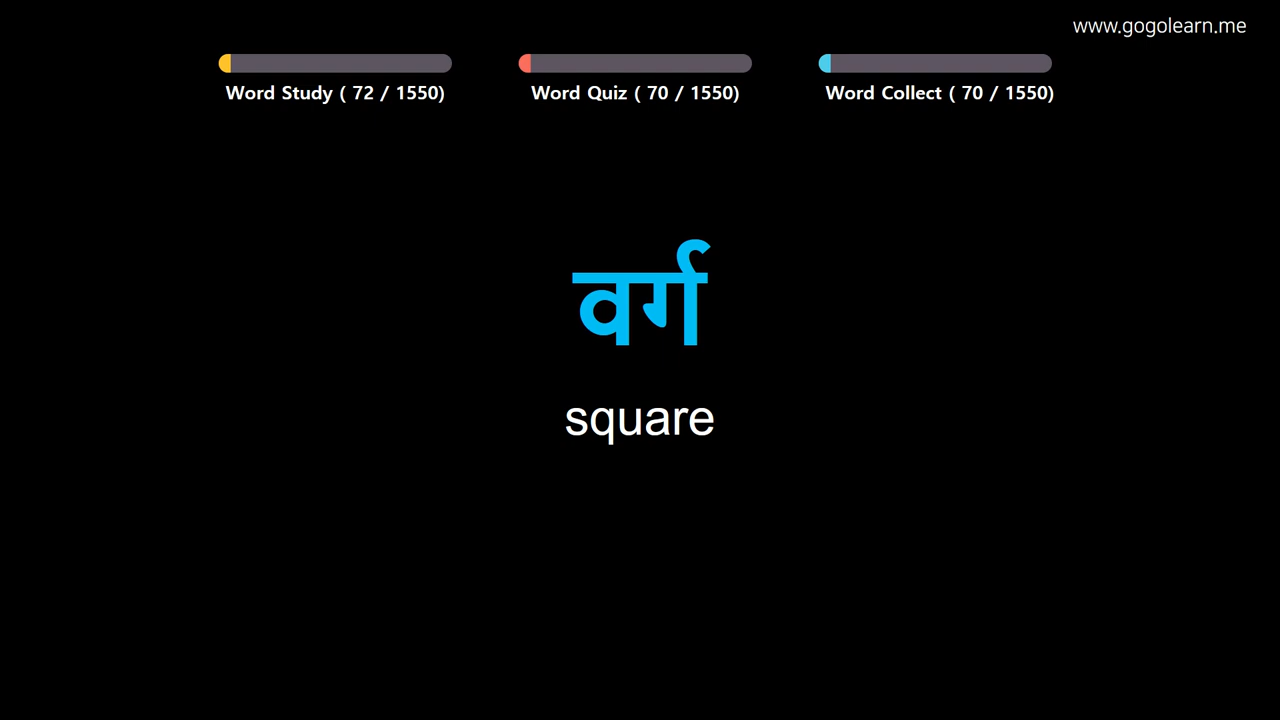 www.gogolearn.me
Word Study ( 72 / 1550)
Word Quiz ( 70 / 1550)
Word Collect ( 70 / 1550)
वर्ग
square